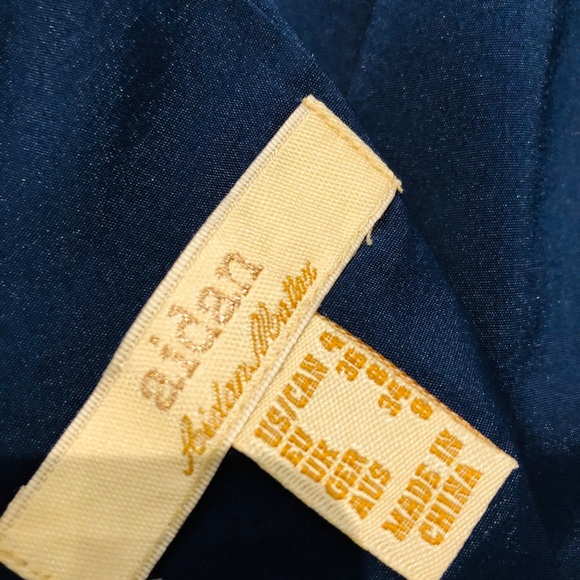 aidan
Aidan Mattox
US/CAN 4
EU 36
UK 8
GER 34
AUS 8
MADE IN
CHINA